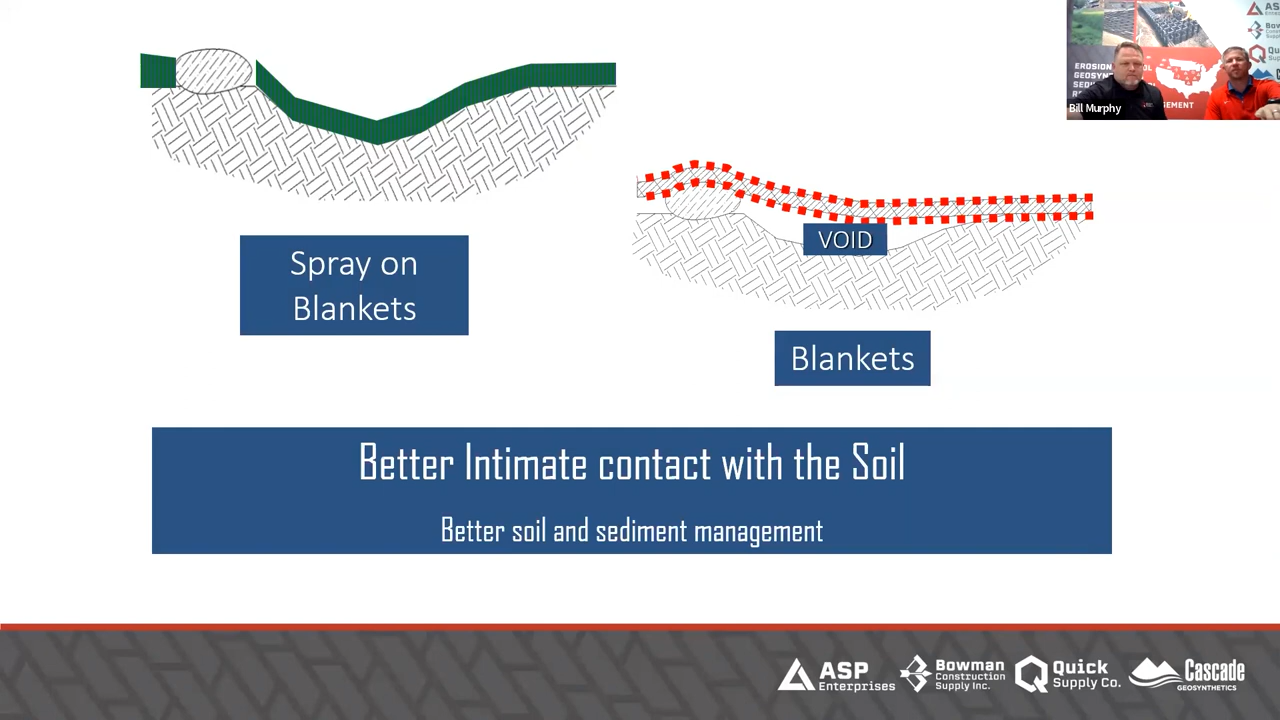 Spray on
Blankets
VOID
Blankets
Better Intimate contact with the Soil
Better soil and sediment management
Bill Murphy
ASP
Enterprises
Bowman
Construction
Supply Inc.
Quick
Supply Co.
Cascade
GEOSYNTHETICS